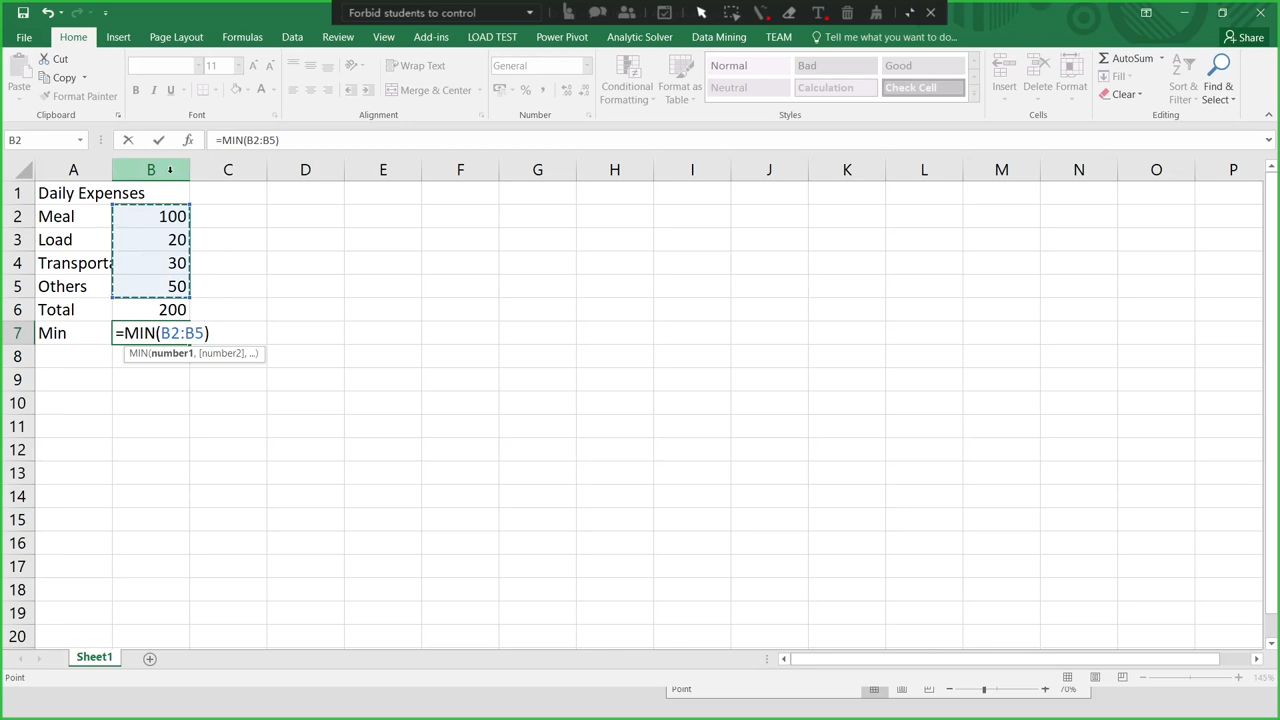 Forbid students to control
File Home Insert Page Layout Formulas Data Review View Add-ins LOAD TEST Power Pivot Analytic Solver Data Mining TEAM Tell me what you want to do... Share
Paste
Cut
Copy
Format Painter
11
B I U
Wrap Text
Merge & Center
General
%
Conditional Formatting
Format as Table
Normal Bad Good
Neutral Calculation Check Cell
Insert Delete Format
AutoSum
Fill
Clear
Sort & Filter
Find & Select
Clipboard Font Alignment Number Styles Cells Editing
B2 fx =MIN(B2:B5)
A B C D E F G H I J K L M N O P
1 Daily Expenses
2 Meal 100
3 Load 20
4 Transporta 30
5 Others 50
6 Total 200
7 Min =MIN(B2:B5)
MIN(number1, [number2], ...)
8
9
10
11
12
13
14
15
16
17
18
19
20
Sheet1
Point 145%
Point 70%